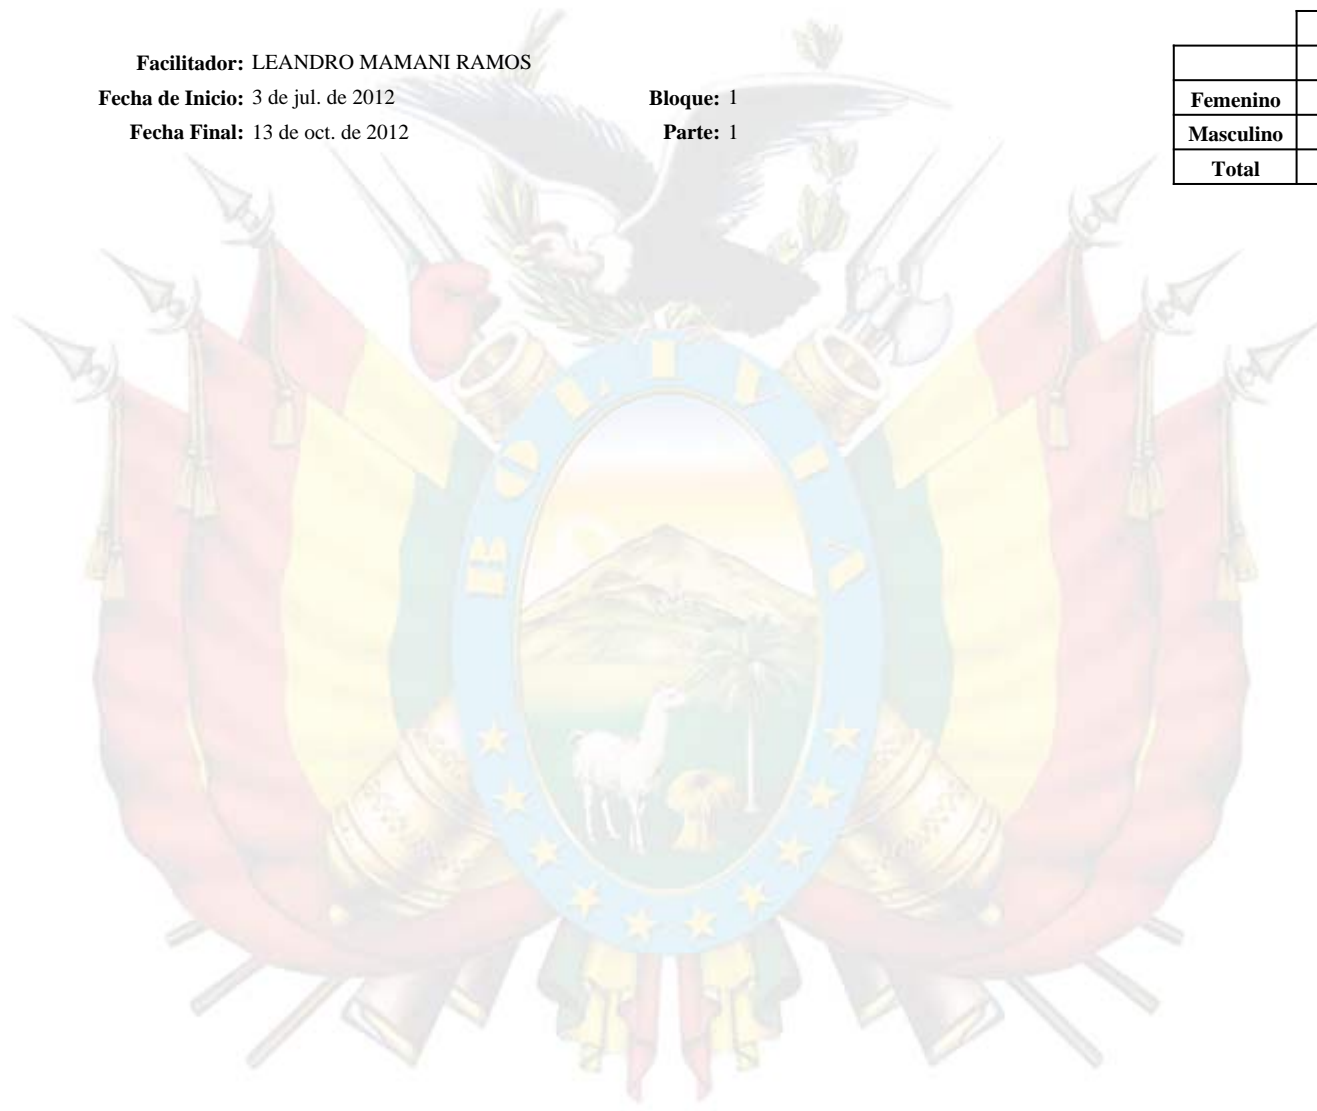 Facilitador: LEANDRO MAMANI RAMOS
Fecha de Inicio: 3 de jul. de 2012 Bloque: 1
Fecha Final: 13 de oct. de 2012 Parte: 1
Femenino
Masculino
Total
BOLIVIA